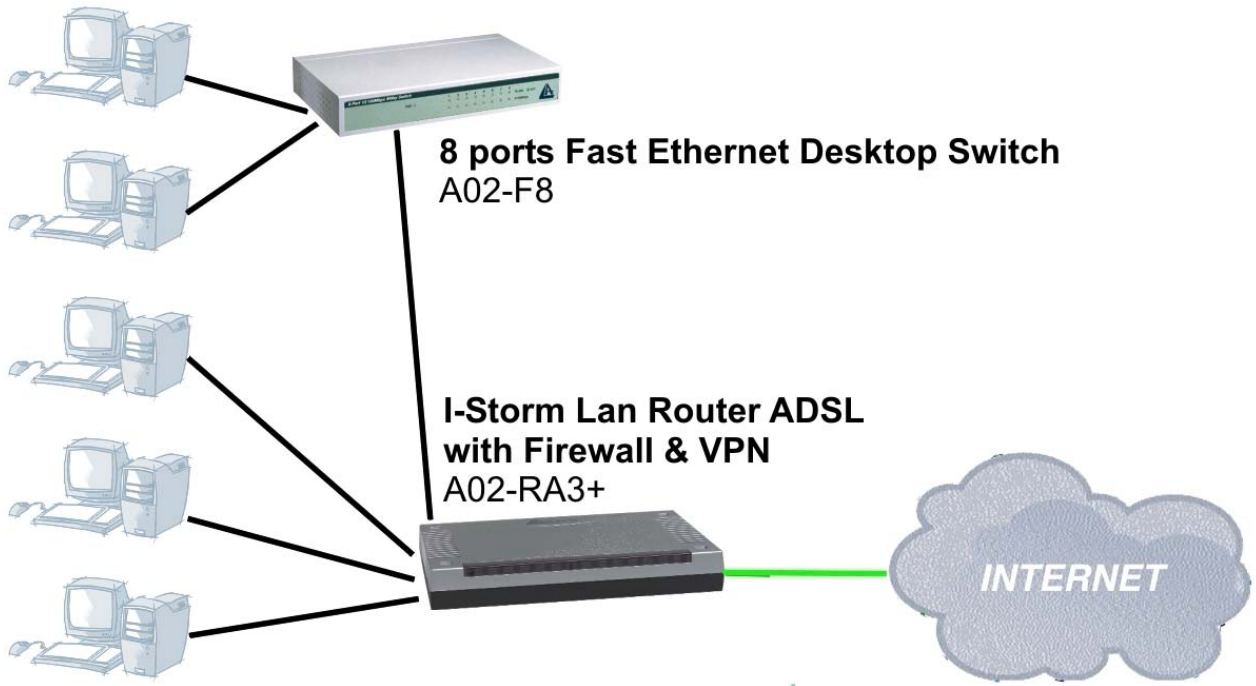 8 ports Fast Ethernet Desktop Switch
A02-F8
I-Storm Lan Router ADSL
with Firewall & VPN
A02-RA3+
INTERNET